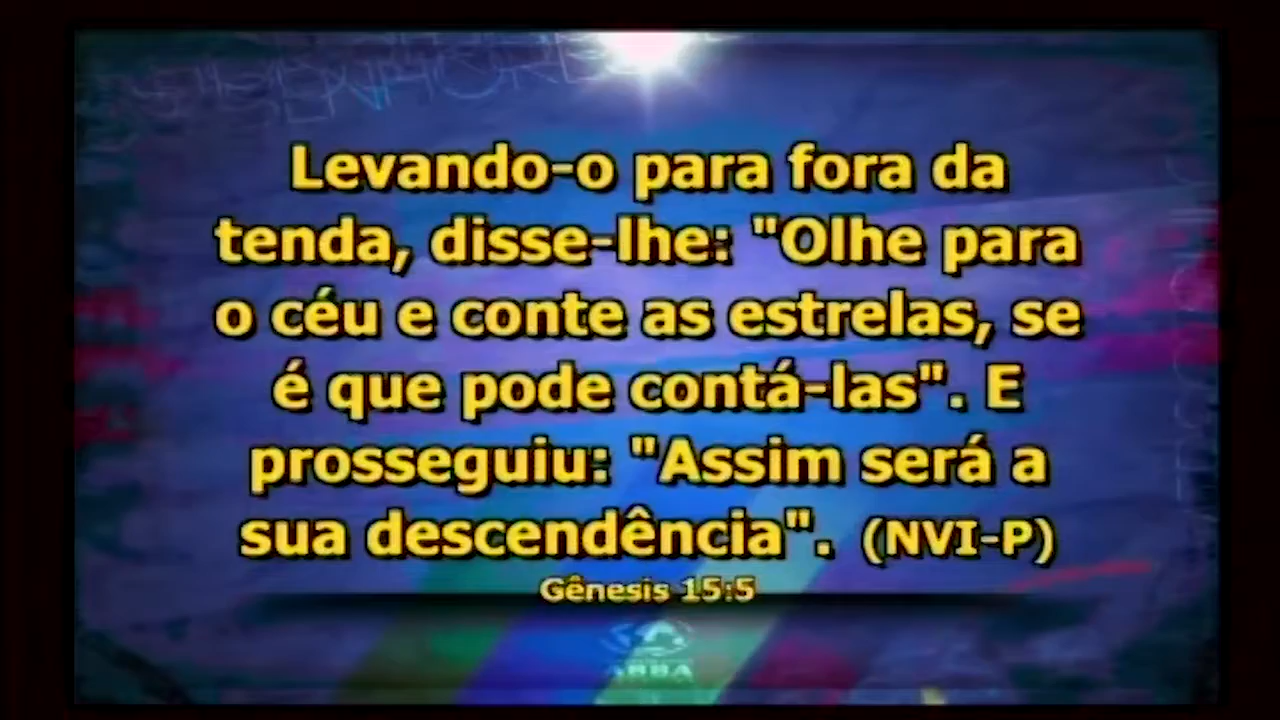 Levando-o para fora da
tenda, disse-lhe: "Olhe para
o céu e conte as estrelas, se
é que pode contá-las". E
prosseguiu: "Assim será a
sua descendência". (NVI-P)
Gênesis 15:5
ABBA